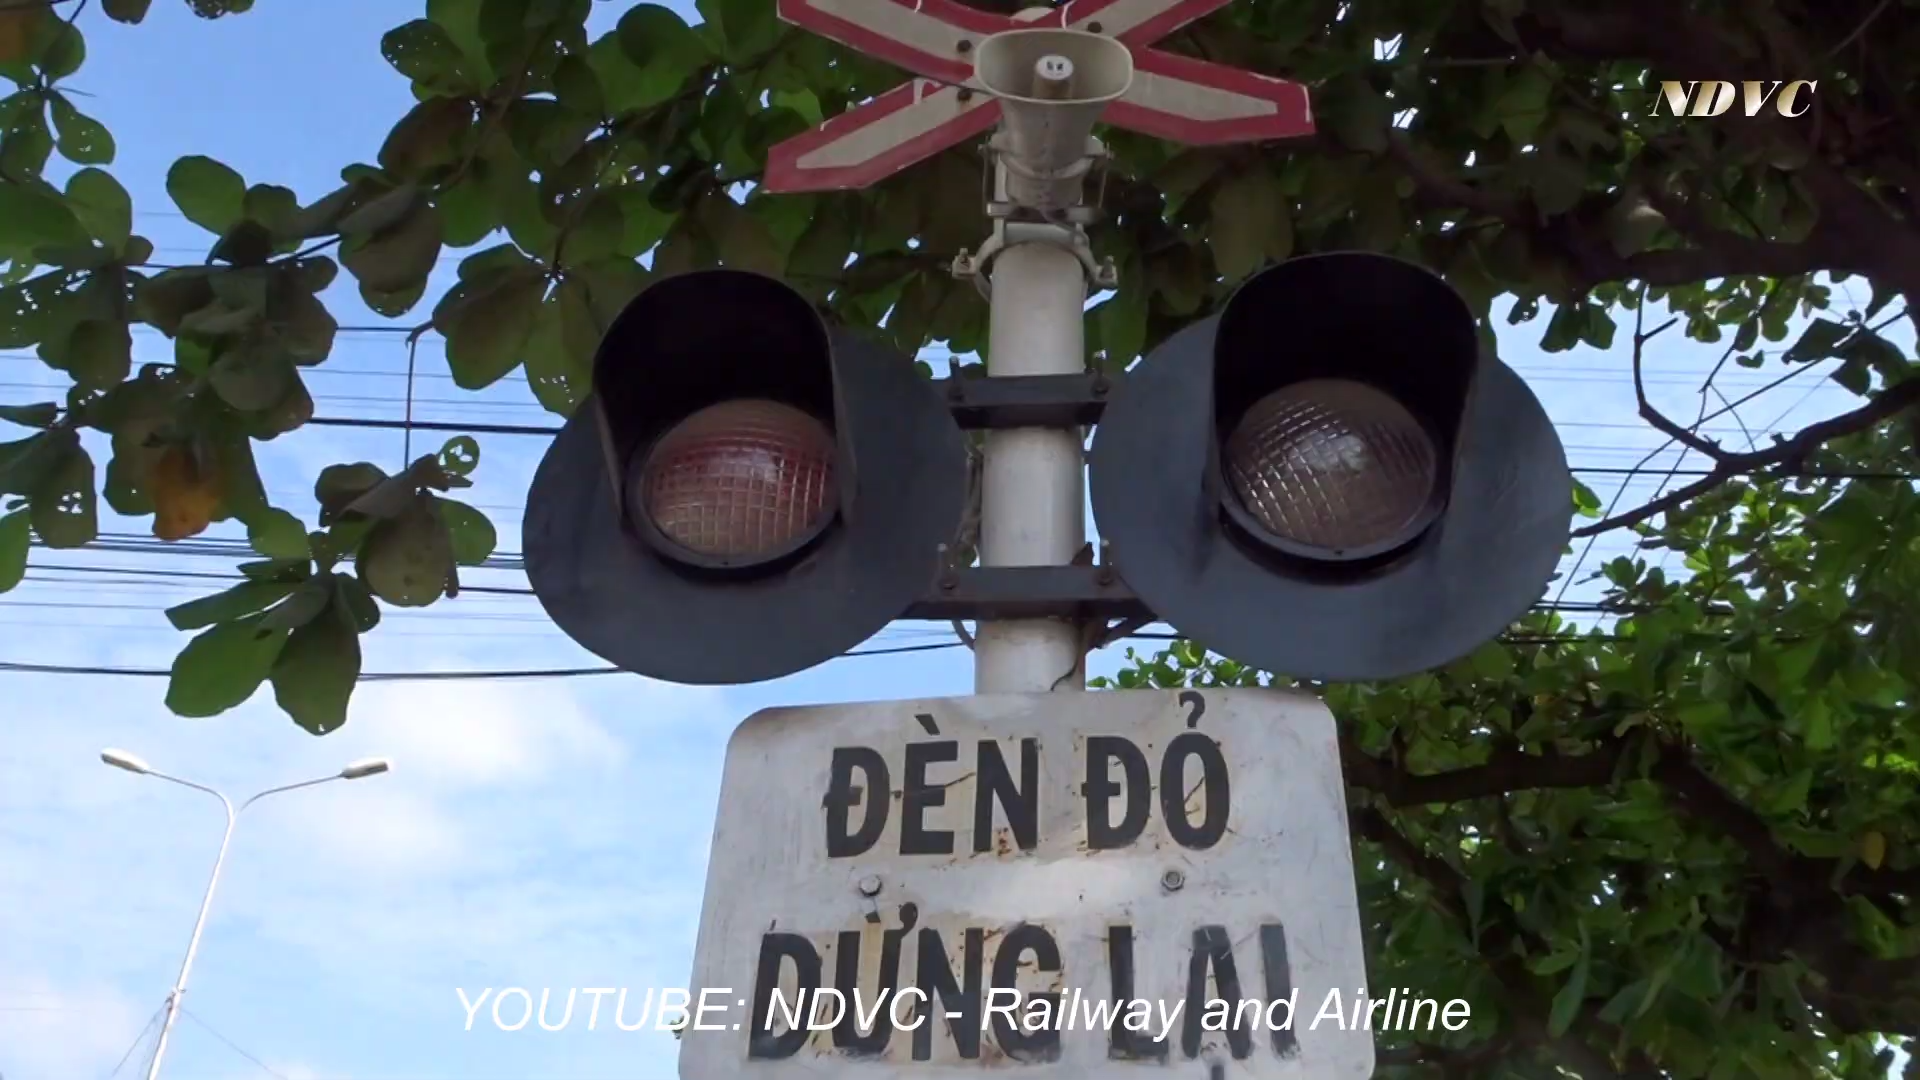 NDVC
ĐÈN ĐỎ
DỪNG LẠI
YOUTUBE: NDVC - Railway and Airline